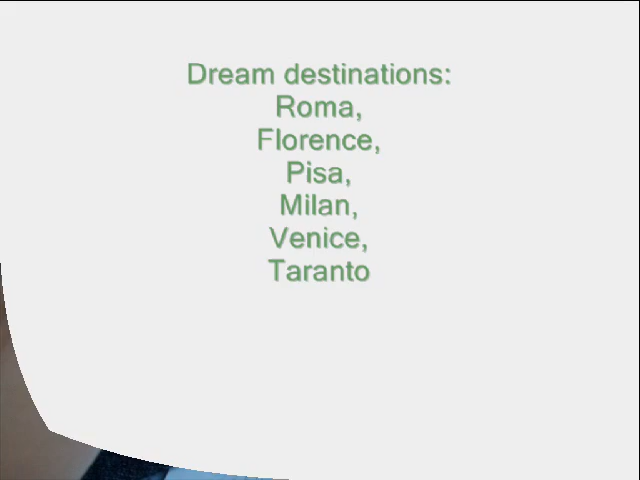 Dream destinations:
Roma,
Florence,
Pisa,
Milan,
Venice,
Taranto